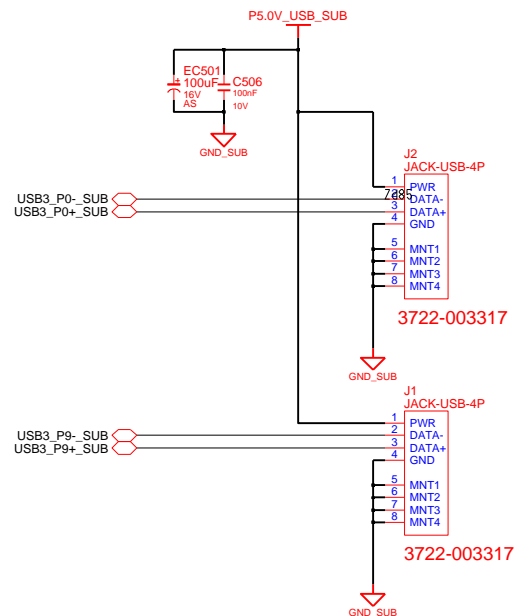 P5.0V_USB_SUB
EC501
100uF
16V
AS
C506
100nF
10V
GND_SUB
J2
JACK-USB-4P
1 PWR
DATA-
3 DATA+
4 GND
7485
5 MNT1
6 MNT2
7 MNT3
8 MNT4
USB3_P0-_SUB
USB3_P0+_SUB
3722-003317
GND_SUB
J1
JACK-USB-4P
1 PWR
2 DATA-
3 DATA+
4 GND
5 MNT1
6 MNT2
7 MNT3
8 MNT4
USB3_P9-_SUB
USB3_P9+_SUB
3722-003317
GND_SUB